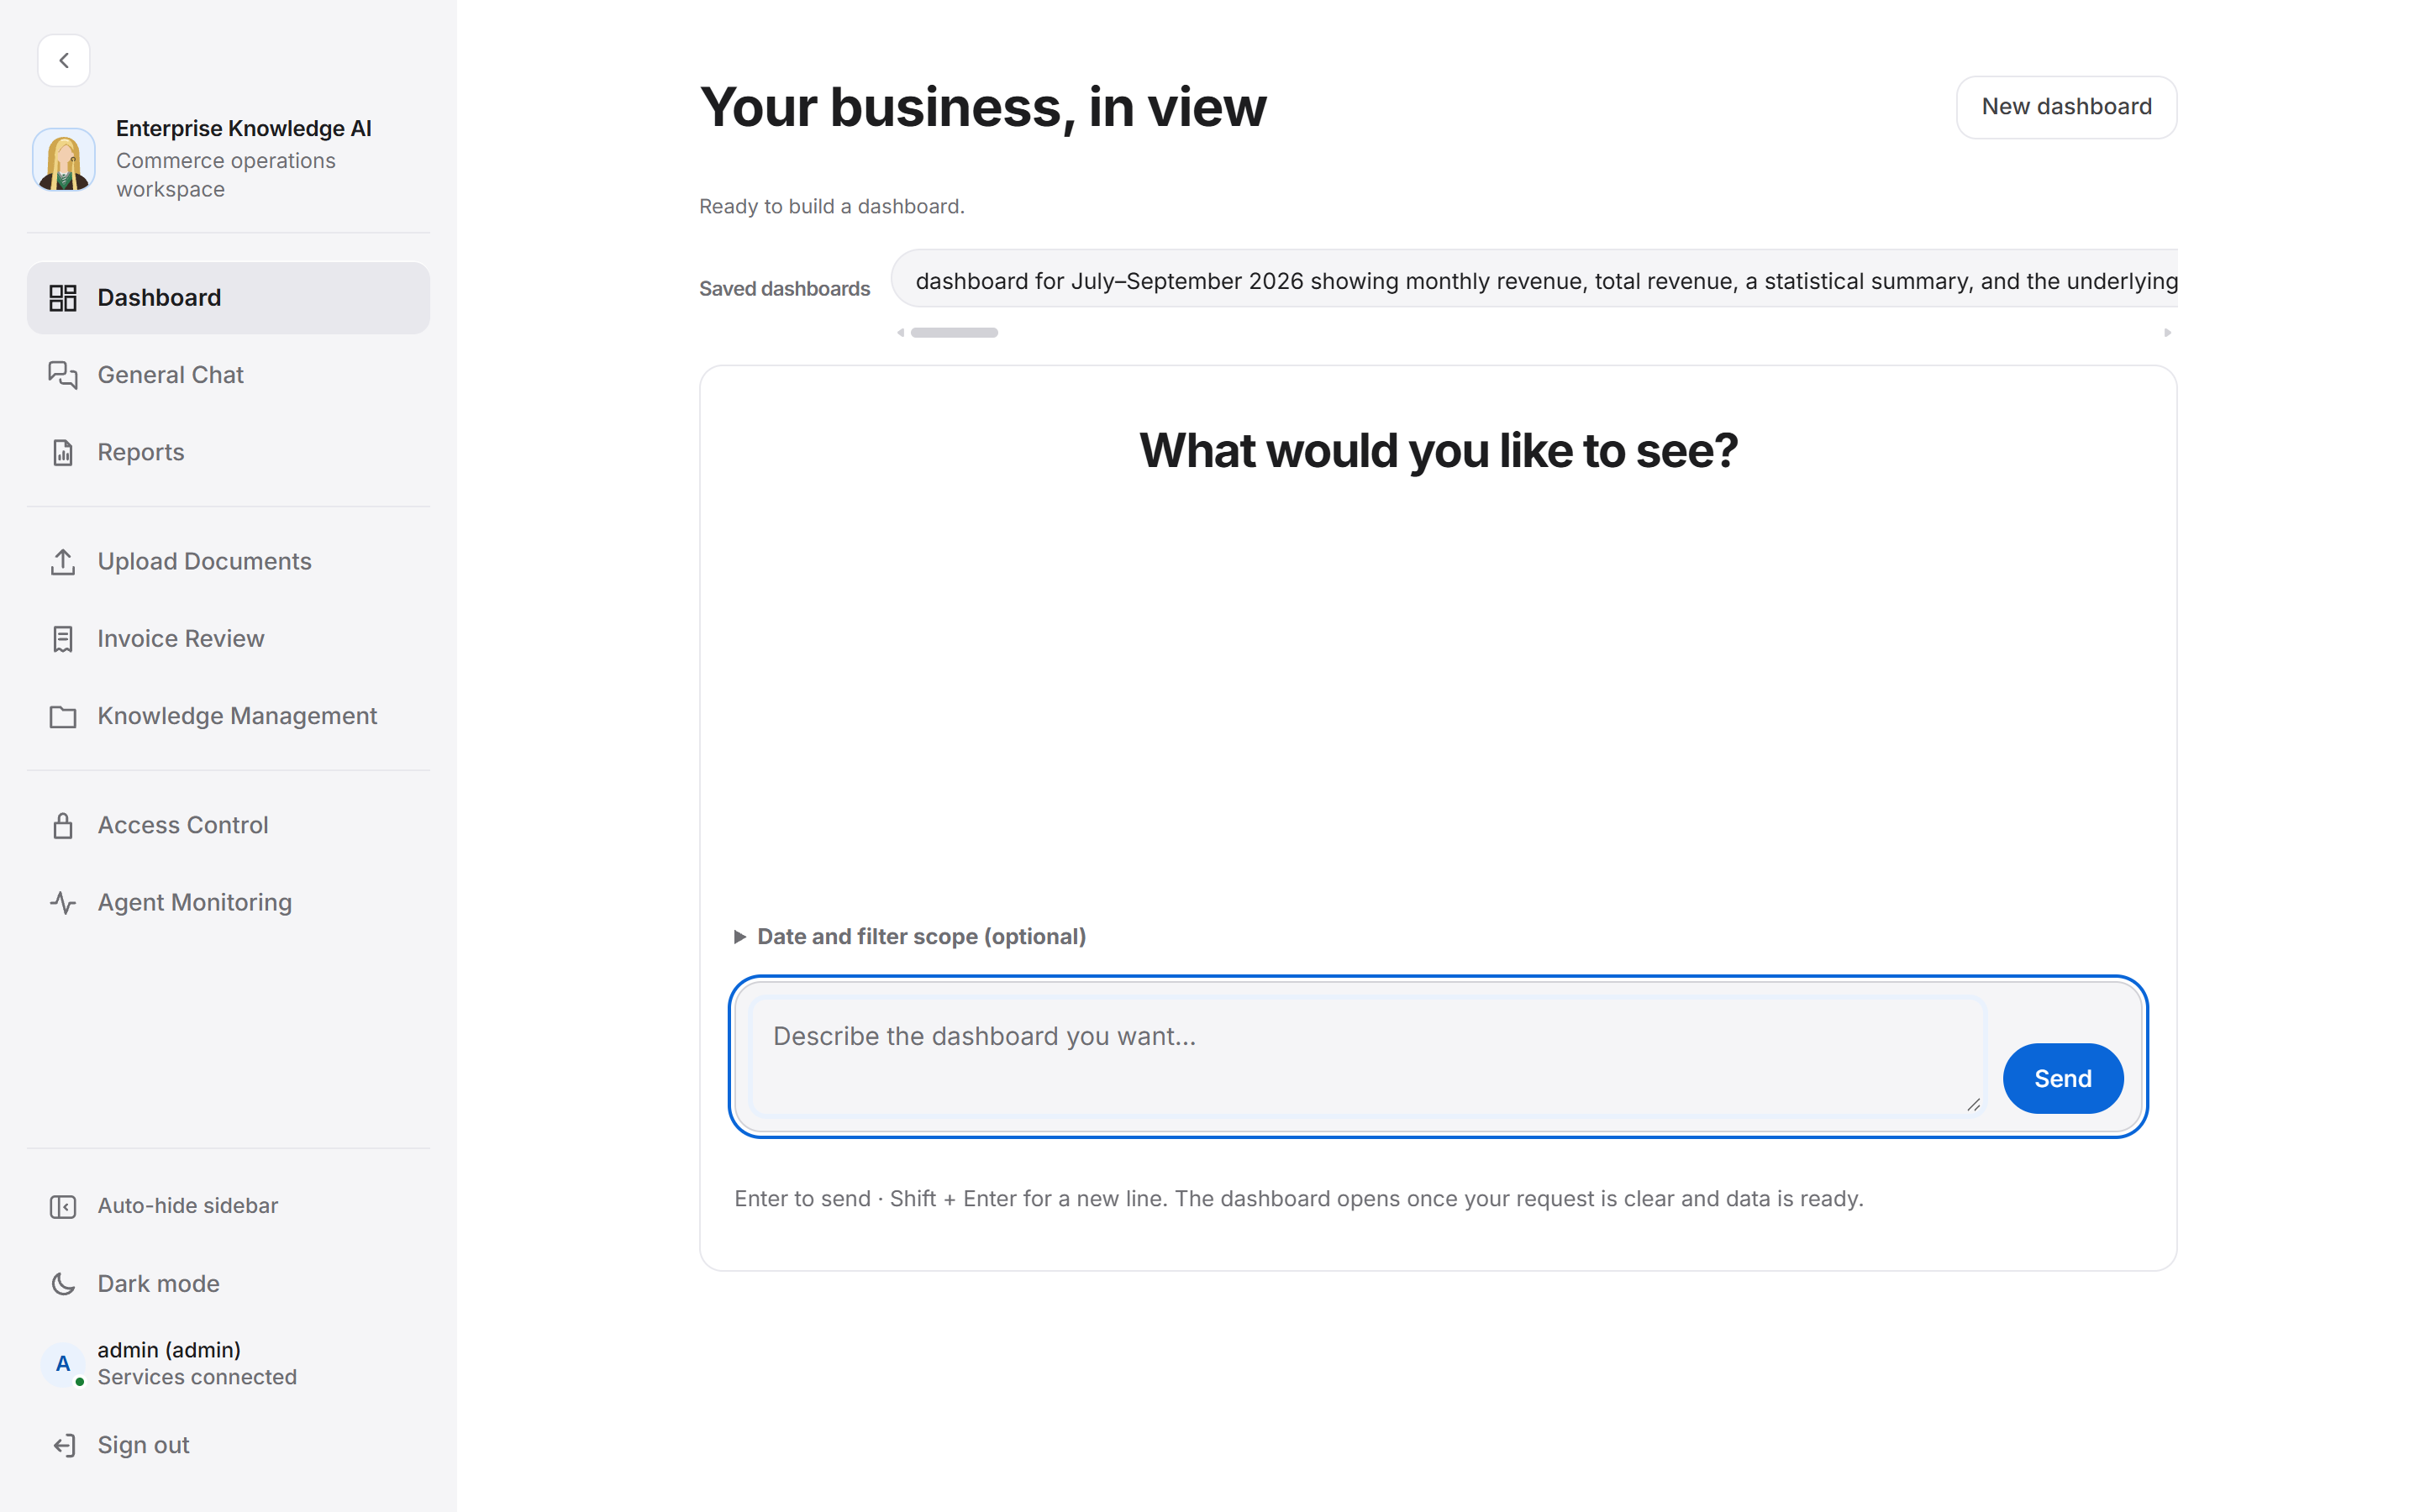 Enterprise Knowledge AI
Commerce operations
workspace
Dashboard
General Chat
Reports
Upload Documents
Invoice Review
Knowledge Management
Access Control
Agent Monitoring
Auto-hide sidebar
Dark mode
A
admin (admin)
Services connected
Sign out
Your business, in view
New dashboard
Ready to build a dashboard.
Saved dashboards
dashboard for July–September 2026 showing monthly revenue, total revenue, a statistical summary, and the underlying
What would you like to see?
Date and filter scope (optional)
Describe the dashboard you want...
Send
Enter to send · Shift + Enter for a new line. The dashboard opens once your request is clear and data is ready.